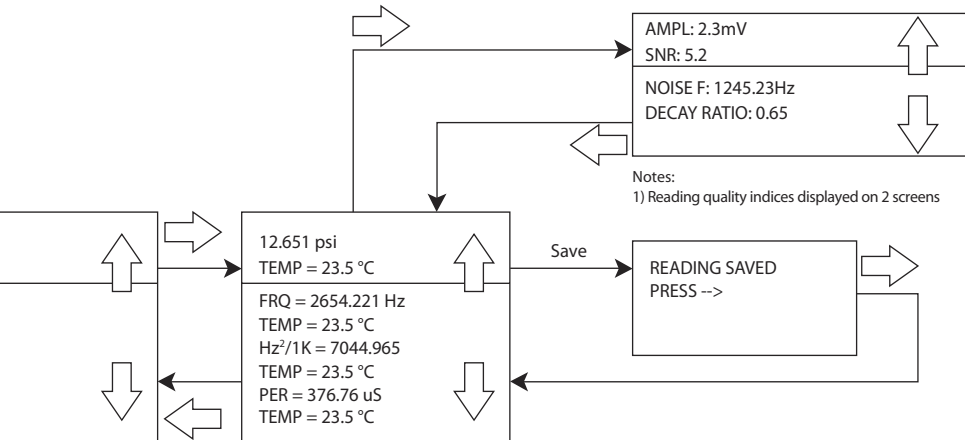 AMPL: 2.3mV
SNR: 5.2
NOISE F: 1245.23Hz
DECAY RATIO: 0.65
Notes:
1) Reading quality indices displayed on 2 screens
12.651 psi
TEMP = 23.5 °C
FRQ = 2654.221 Hz
TEMP = 23.5 °C
Hz²/1K = 7044.965
TEMP = 23.5 °C
PER = 376.76 uS
TEMP = 23.5 °C
Save
READING SAVED
PRESS -->